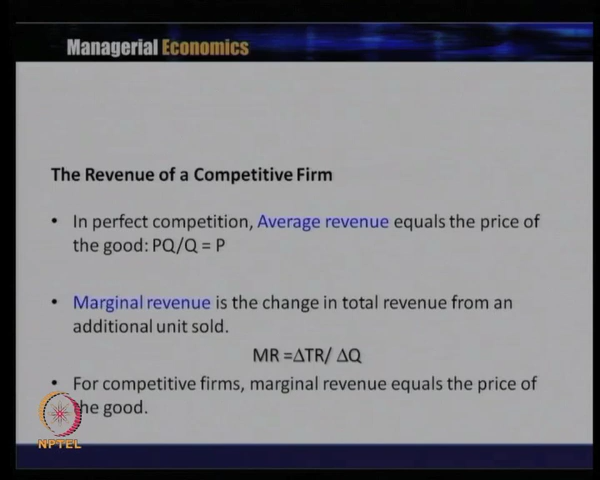 Managerial Economics
The Revenue of a Competitive Firm
• In perfect competition, Average revenue equals the price of
the good: PQ/Q = P
• Marginal revenue is the change in total revenue from an
additional unit sold.
MR =ΔTR/ ΔQ
• For competitive firms, marginal revenue equals the price of
the good.
NPTEL